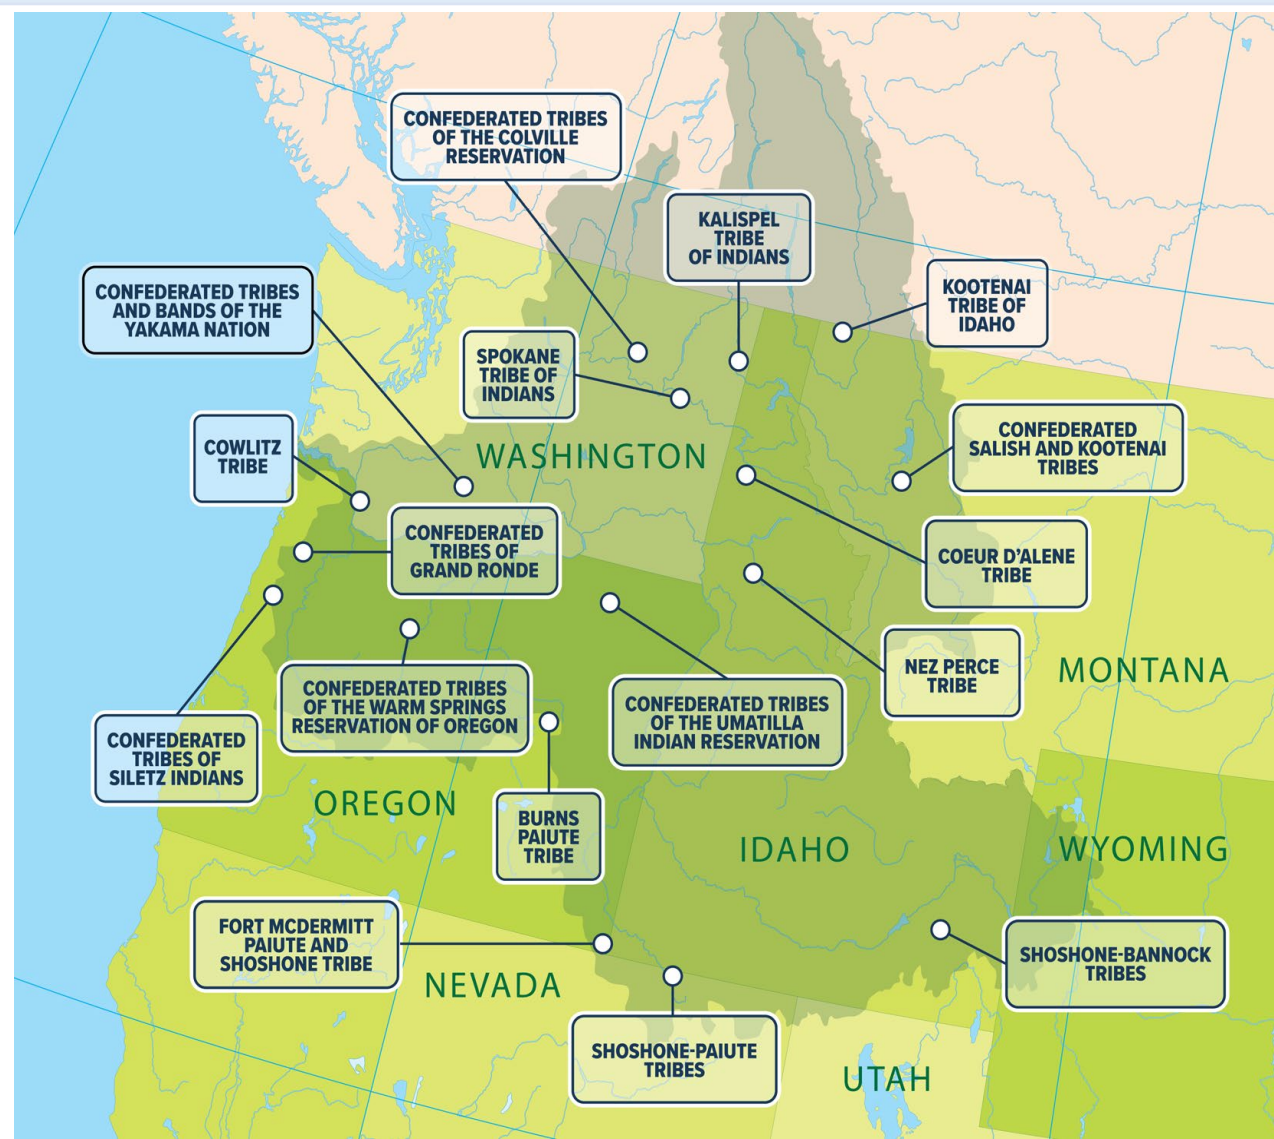 CONFEDERATED TRIBES
OF THE COLVILLE
RESERVATION
KALISPEL
TRIBE
OF INDIANS
CONFEDERATED TRIBES
AND BANDS OF THE
YAKAMA NATION
KOOTENAI
TRIBE OF
IDAHO
SPOKANE
TRIBE OF
INDIANS
COWLITZ
TRIBE
WASHINGTON
CONFEDERATED
SALISH AND KOOTENAI
TRIBES
CONFEDERATED
TRIBES OF
GRAND RONDE
COEUR D'ALENE
TRIBE
NEZ PERCE
TRIBE
MONTANA
CONFEDERATED TRIBES
OF THE WARM SPRINGS
RESERVATION OF OREGON
CONFEDERATED TRIBES
OF THE UMATILLA
INDIAN RESERVATION
CONFEDERATED
TRIBES OF
SILETZ INDIANS
OREGON
BURNS
PAIUTE
TRIBE
IDAHO
WYOMING
FORT MCDERMITT
PAIUTE AND
SHOSHONE TRIBE
NEVADA
SHOSHONE-BANNOCK
TRIBES
SHOSHONE-PAIUTE
TRIBES
UTAH